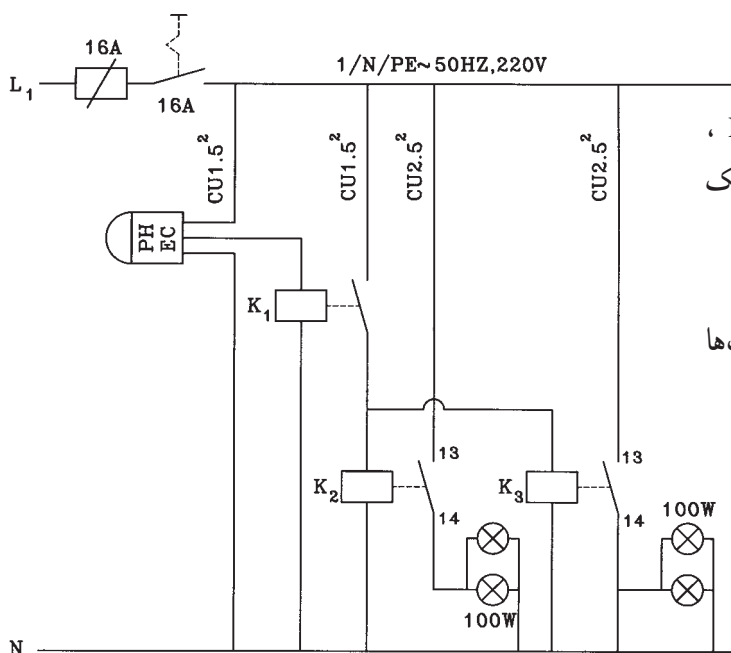 16A
L₁
16A
1/N/PE~50HZ,220V
CU1.5²
CU1.5²
CU2.5²
CU2.5²
PH
EC
K₁
13
K₂
14
100W
13
K₃
14
100W
N